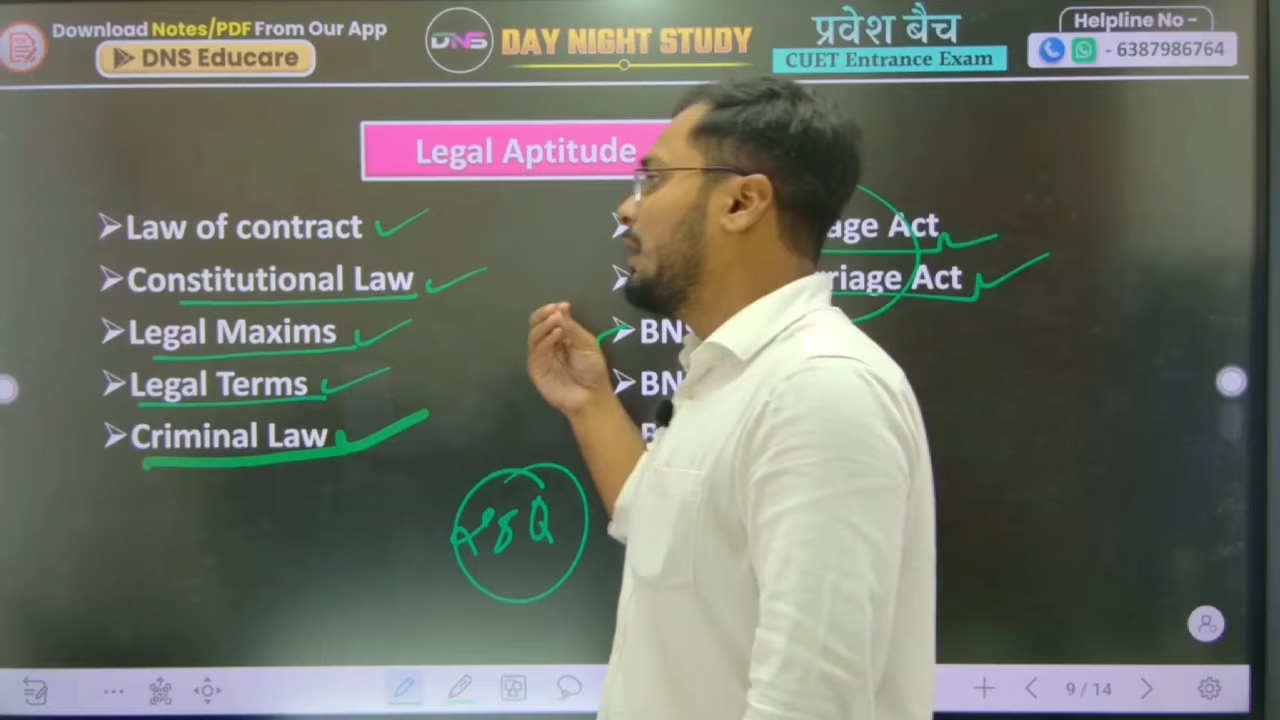 Download Notes/PDF From Our App
DNS Educare
DNS
DAY NIGHT STUDY
प्रवेश बैच
CUET Entrance Exam
Helpline No -
- 6387986764
Legal Aptitude
➢Law of contract
➢Constitutional Law
➢Legal Maxims
➢Legal Terms
➢Criminal Law
age Act
riage Act
➢BN
➢BN
9/14